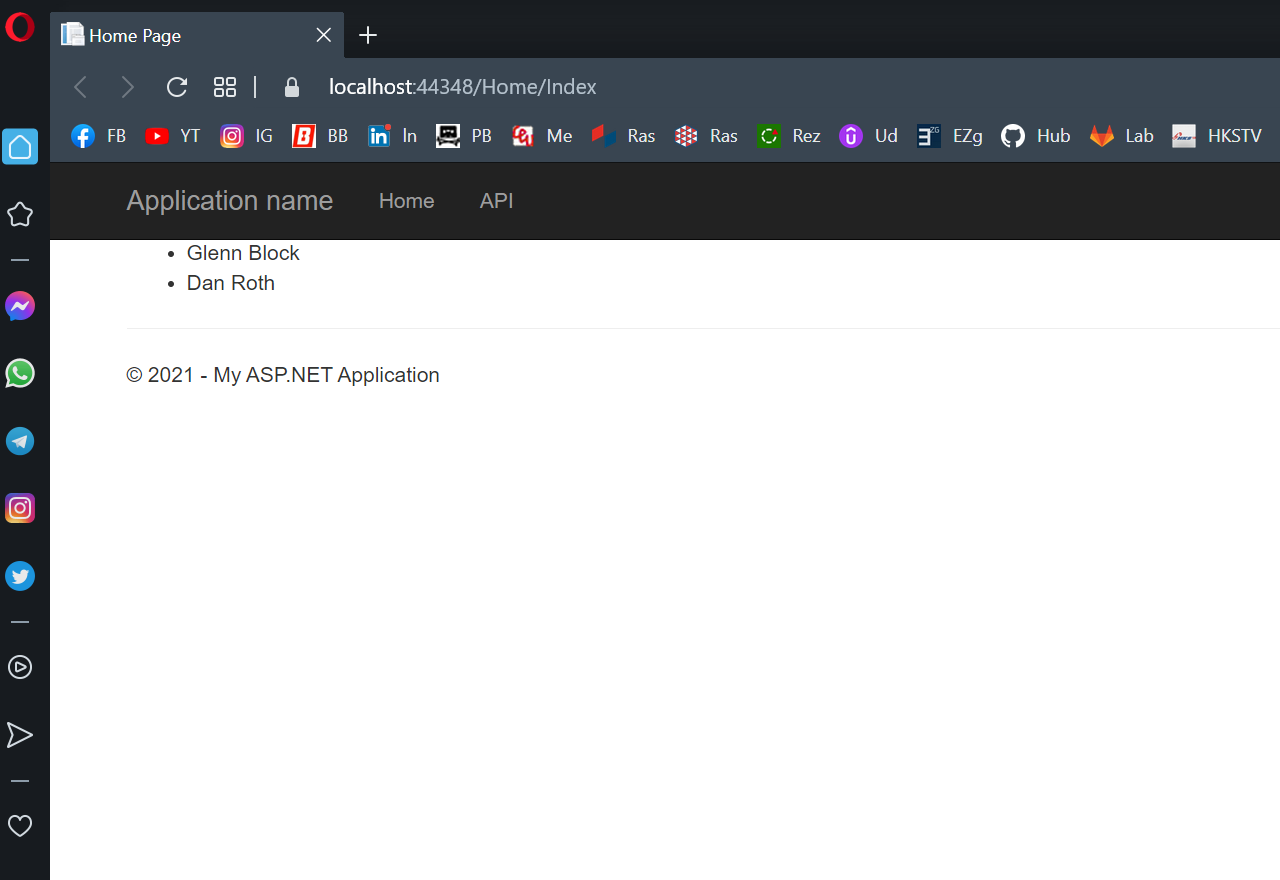 Home Page
localhost:44348/Home/Index
FB YT IG BB In PB Me Ras Ras Rez Ud EZg Hub Lab HKSTV
Application name Home API
Glenn Block
Dan Roth
© 2021 - My ASP.NET Application